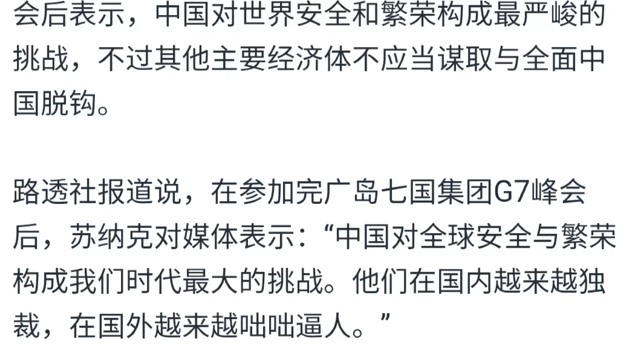 会后表示，中国对世界安全和繁荣构成最严峻的
挑战，不过其他主要经济体不应当谋取与全面中
国脱钩。
路透社报道说，在参加完广岛七国集团G7峰会
后，苏纳克对媒体表示：“中国对全球安全与繁荣
构成我们时代最大的挑战。他们在国内越来越独
裁，在国外越来越咄咄逼人。”